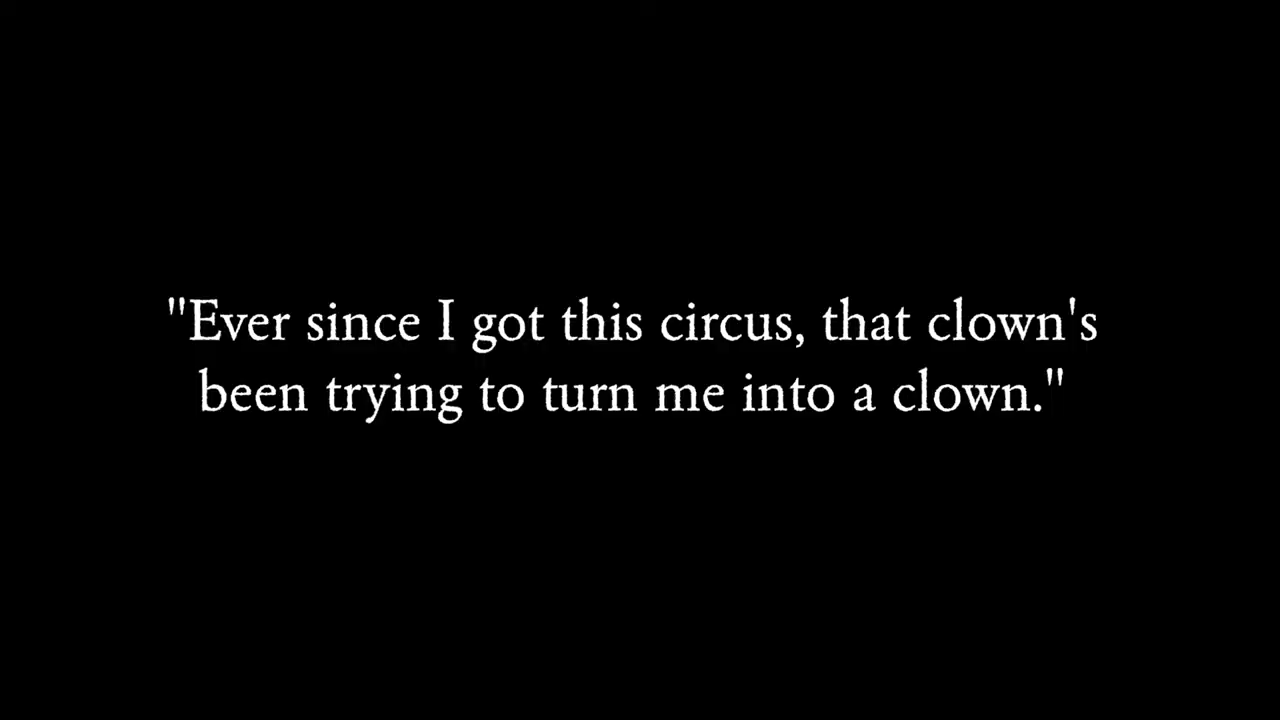 "Ever since I got this circus, that clown's
been trying to turn me into a clown."